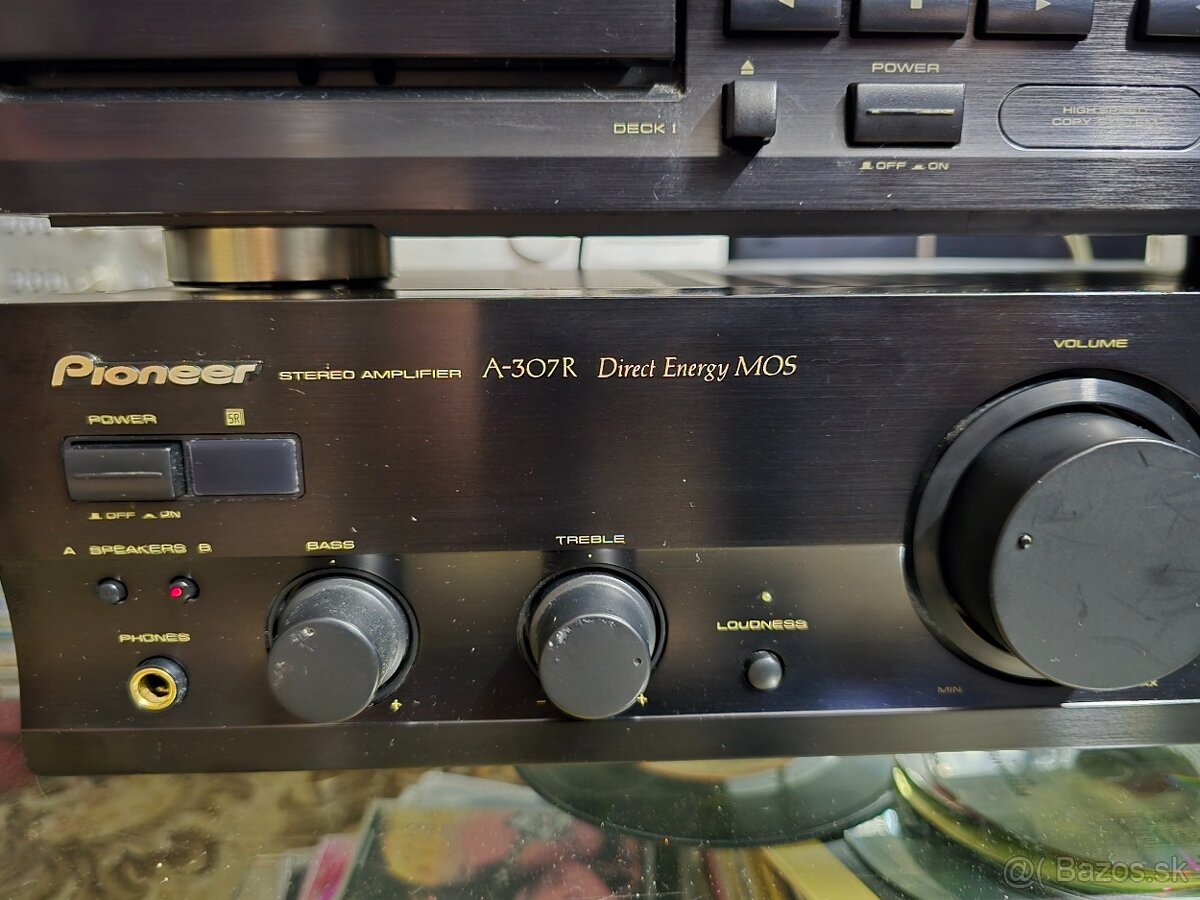 DECK 1
POWER
OFF ON
HIGH SPEED
COPY
Pioneer STEREO AMPLIFIER A-307R Direct Energy MOS
VOLUME
POWER SR
OFF ON
A SPEAKERS B
BASS
TREBLE
LOUDNESS
PHONES
+
- +
MIN
@( Bazos.sk